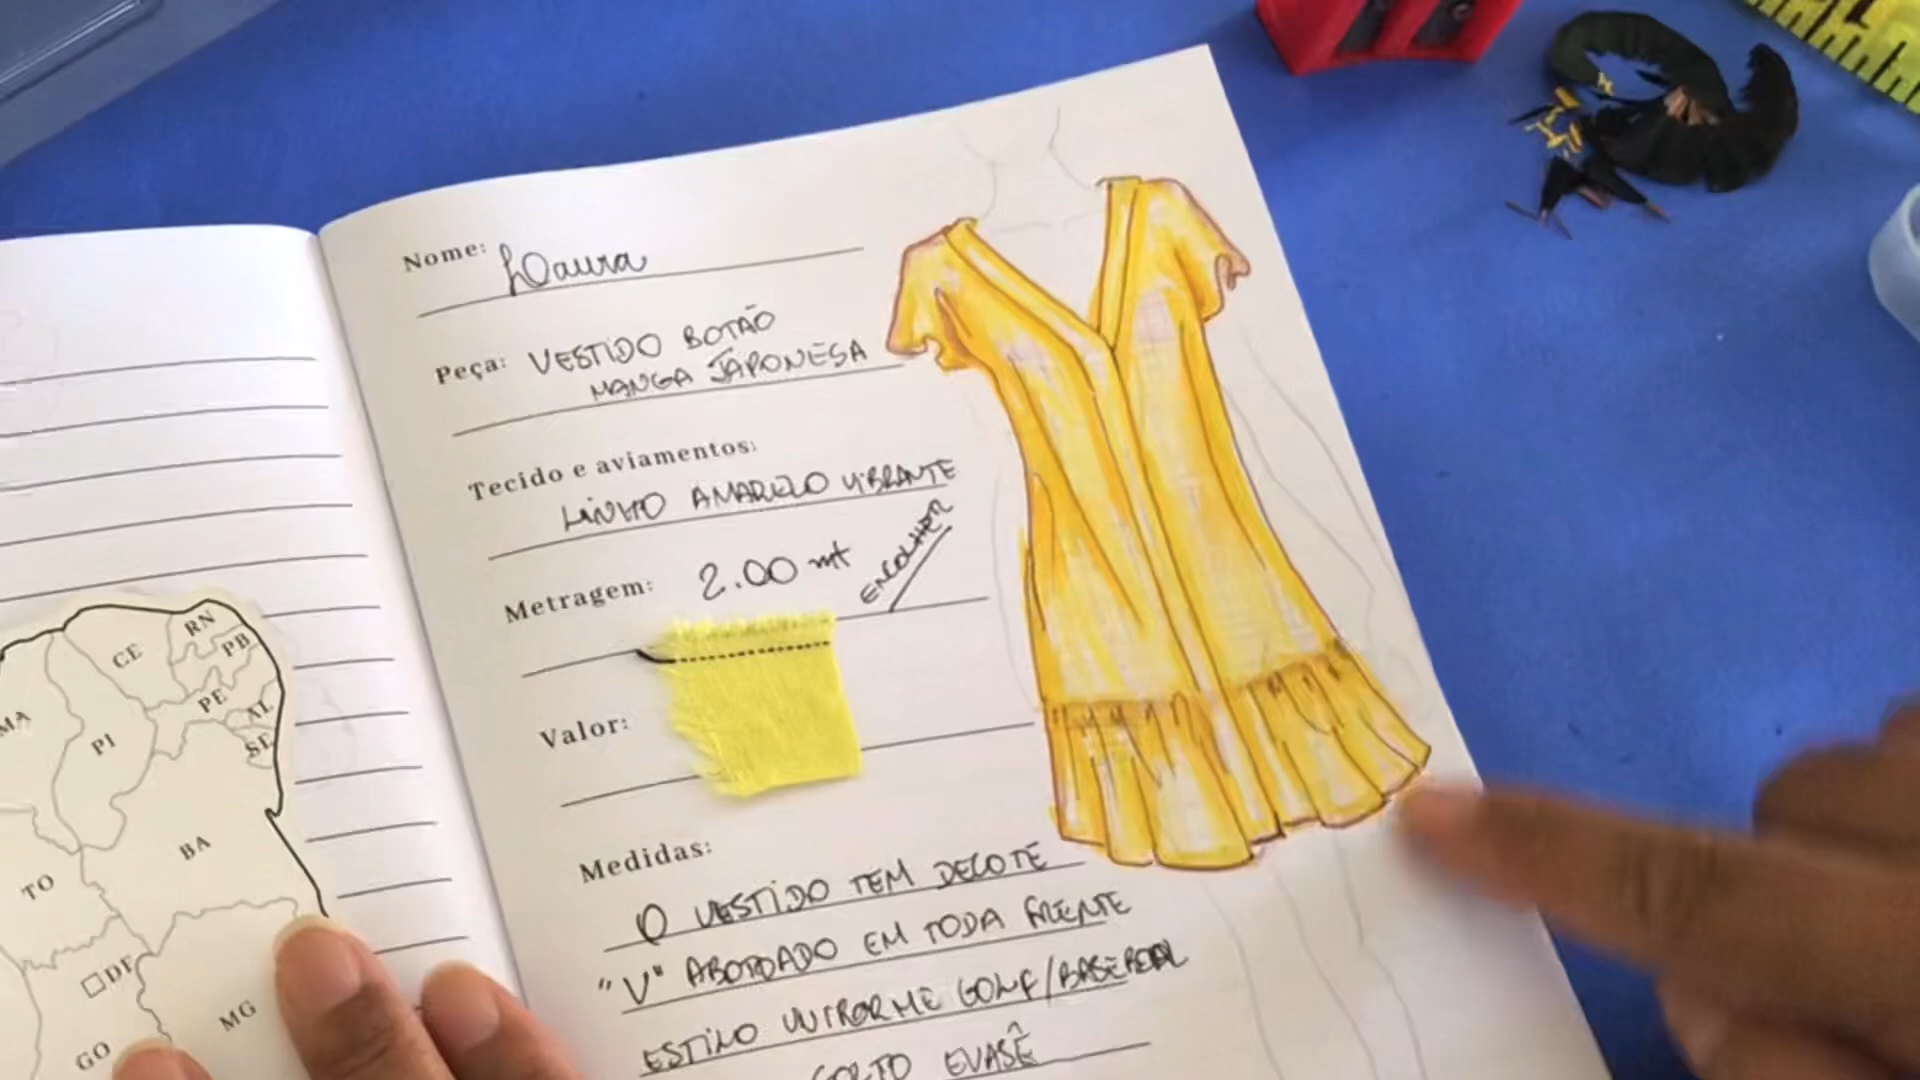 Nome: Laura
Peça: VESTIDO BOTÃO
MANGA JAPONESA
Tecido e aviamentos:
LINHO AMARELO VIBRANTE
Metragem: 2.00 mt ENCOLHER
Valor:
Medidas:
O VESTIDO TEM DECOTE
"V" ABOTOADO EM TODA FRENTE
ESTILO UNIFORME GOLF/BASEBOL
CORTO EVASÊ
MA
CE
RN
PB
PE
AL
SE
PI
BA
TO
DF
GO
MG